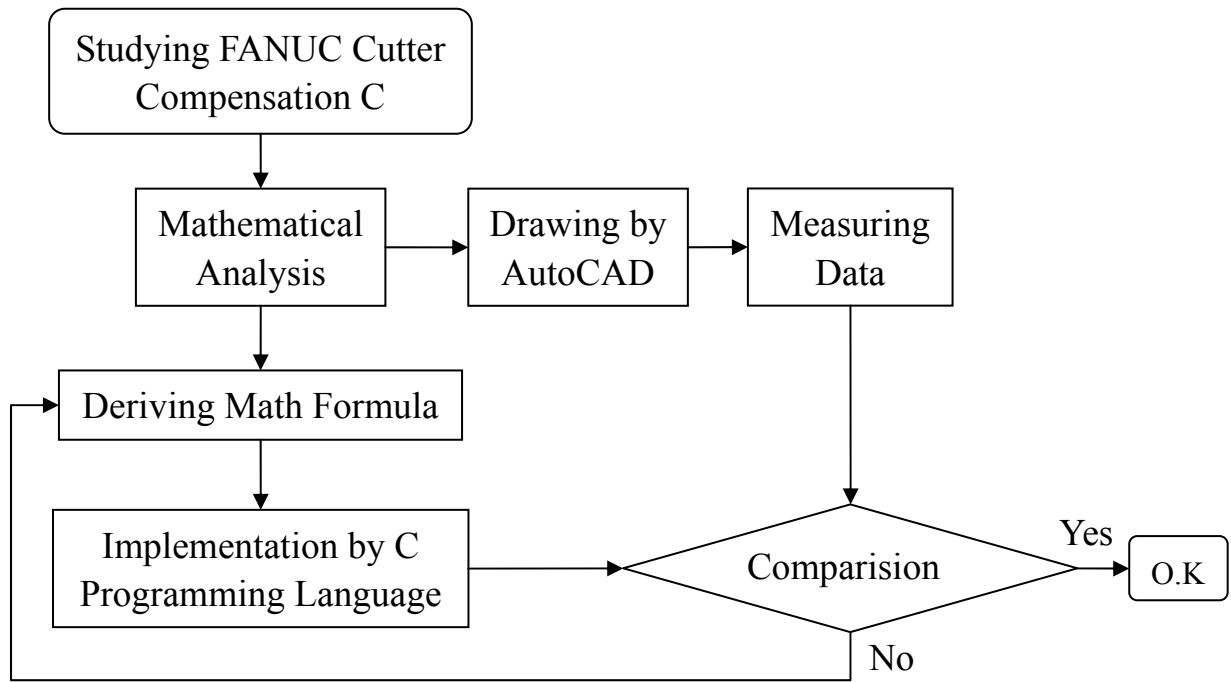 Studying FANUC Cutter
Compensation C
Mathematical
Analysis
Drawing by
AutoCAD
Measuring
Data
Deriving Math Formula
Implementation by C
Programming Language
Comparision
Yes
O.K
No